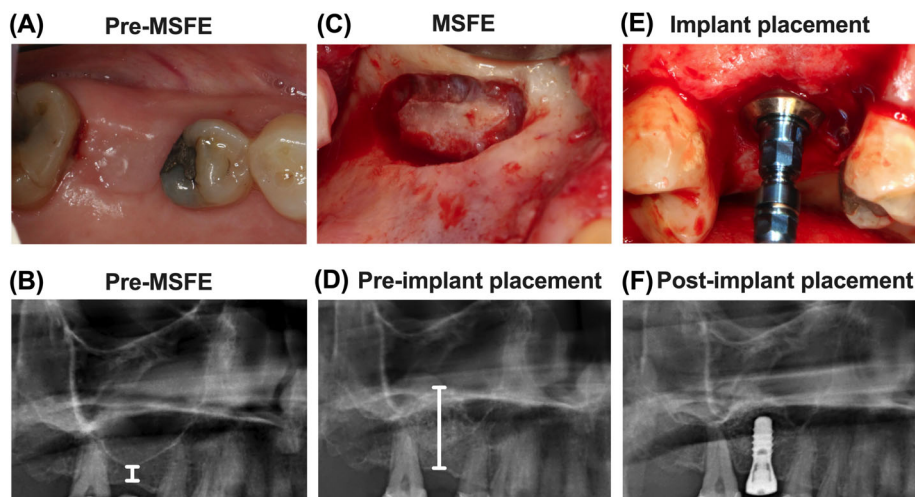 (A) Pre-MSFE
(C) MSFE
(E) Implant placement
(B) Pre-MSFE
(D) Pre-implant placement
(F) Post-implant placement